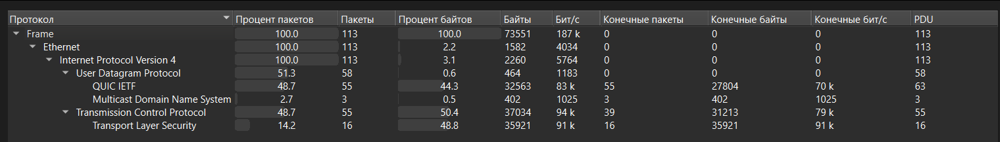 Протокол Процент пакетов Пакеты Процент байтов Байты Бит/с Конечные пакеты Конечные байты Конечные бит/с PDU
Frame 100.0 113 100.0 73551 187 k 0 0 0 113
Ethernet 100.0 113 2.2 1582 4034 0 0 0 113
Internet Protocol Version 4 100.0 113 3.1 2260 5764 0 0 0 113
User Datagram Protocol 51.3 58 0.6 464 1183 0 0 0 58
QUIC IETF 48.7 55 44.3 32563 83 k 55 27804 70 k 63
Multicast Domain Name System 2.7 3 0.5 402 1025 3 402 1025 3
Transmission Control Protocol 48.7 55 50.4 37034 94 k 39 31213 79 k 55
Transport Layer Security 14.2 16 48.8 35921 91 k 16 35921 91 k 16